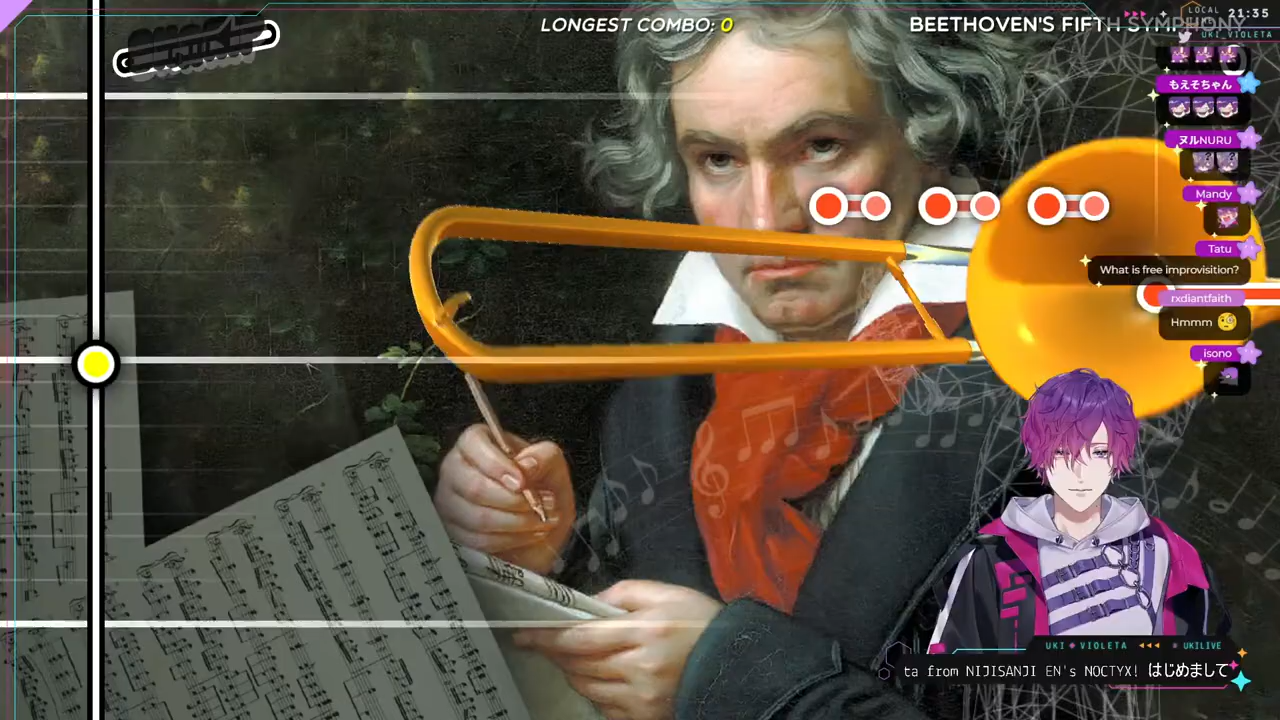 LONGEST COMBO: 0
BEETHOVEN'S FIFTH SYMPHONY
LOCAL
21:35
UKI_VIOLETA
もえそちゃん
ヌルNURU
Mandy
Tatu
What is free improvisation?
rxdiantfaith
Hmmm
isono
UKI VIOLETA
UKILIVE
ta from NIJISANJI EN's NOCTYX! はじめまして